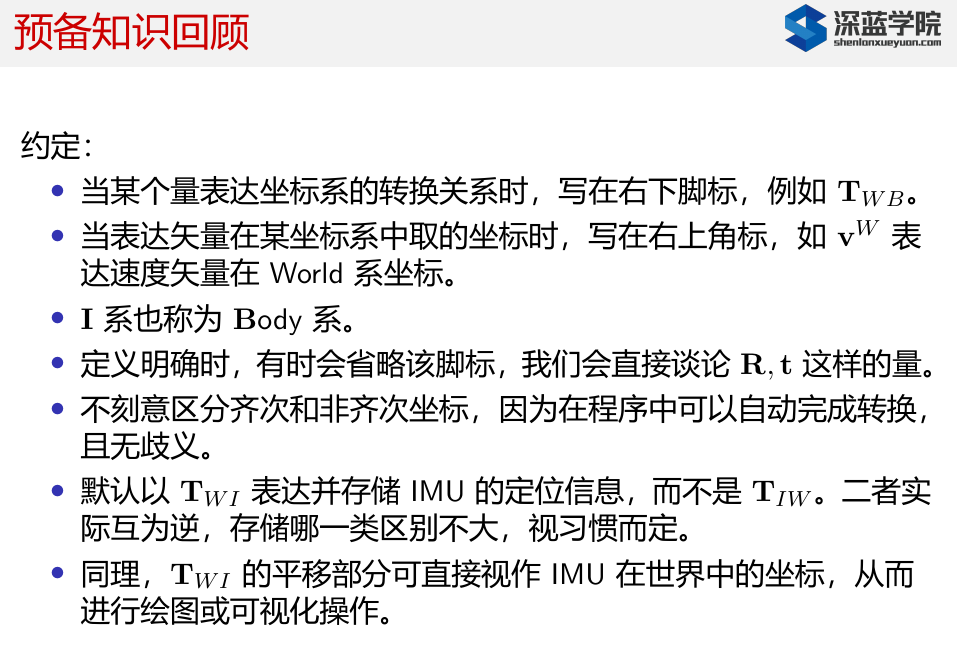 预备知识回顾
深蓝学院
shenlanxueyuan.com
约定：
• 当某个量表达坐标系的转换关系时，写在右下脚标，例如 T_{WB}。
• 当表达矢量在某坐标系中取的坐标时，写在右上角标，如 v^W 表
达速度矢量在 World 系坐标。
• I 系也称为 Body 系。
• 定义明确时，有时会省略该脚标，我们会直接谈论 R, t 这样的量。
• 不刻意区分齐次和非齐次坐标，因为在程序中可以自动完成转换，
且无歧义。
• 默认以 T_{WI} 表达并存储 IMU 的定位信息，而不是 T_{IW}。二者实
际互为逆，存储哪一类区别不大，视习惯而定。
• 同理，T_{WI} 的平移部分可直接视作 IMU 在世界中的坐标，从而
进行绘图或可视化操作。